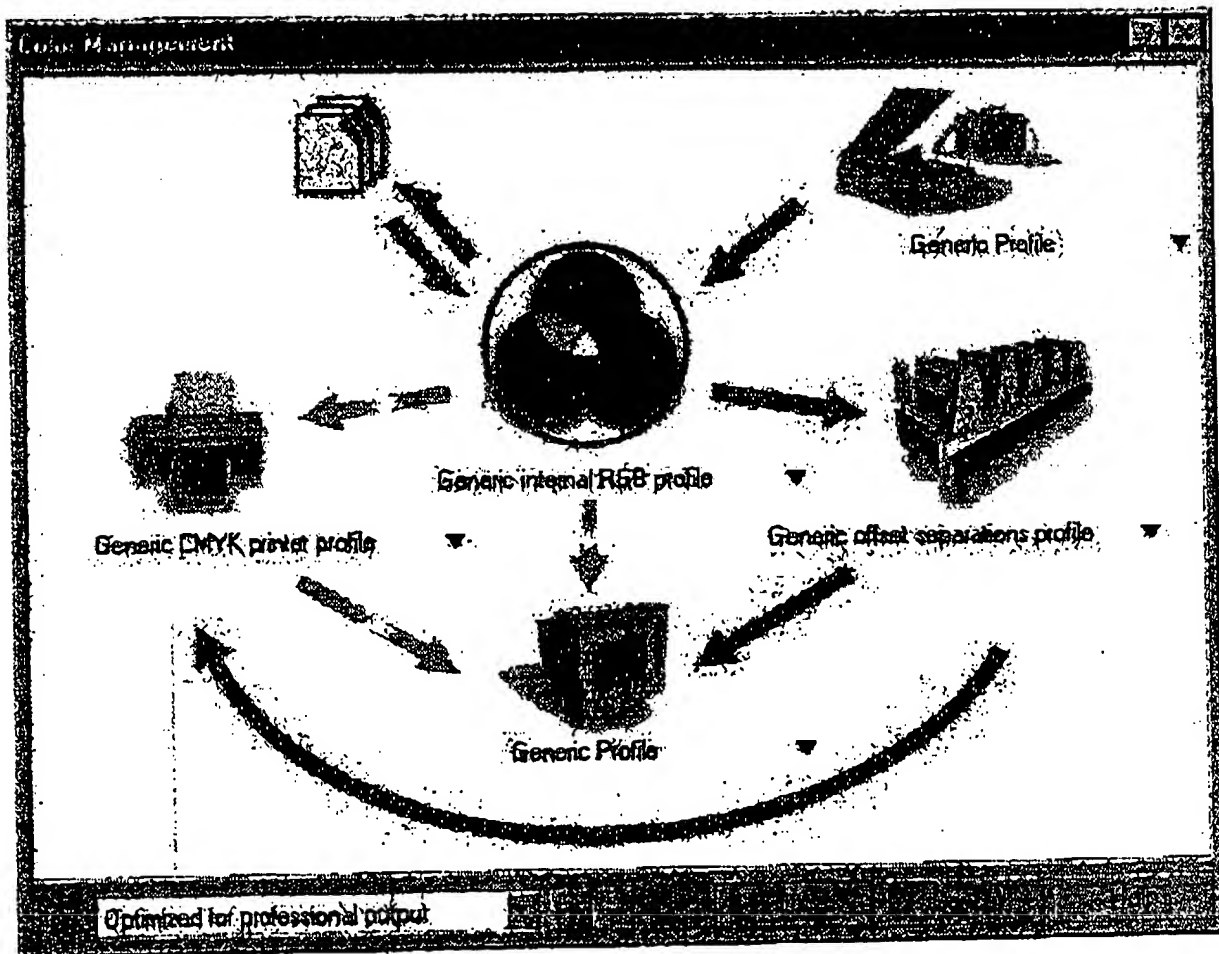 Color Management
Generic Profile
Generic internal RGB profile
Generic CMYK printer profile
Generic offset separations profile
Generic Profile
Optimized for professional output